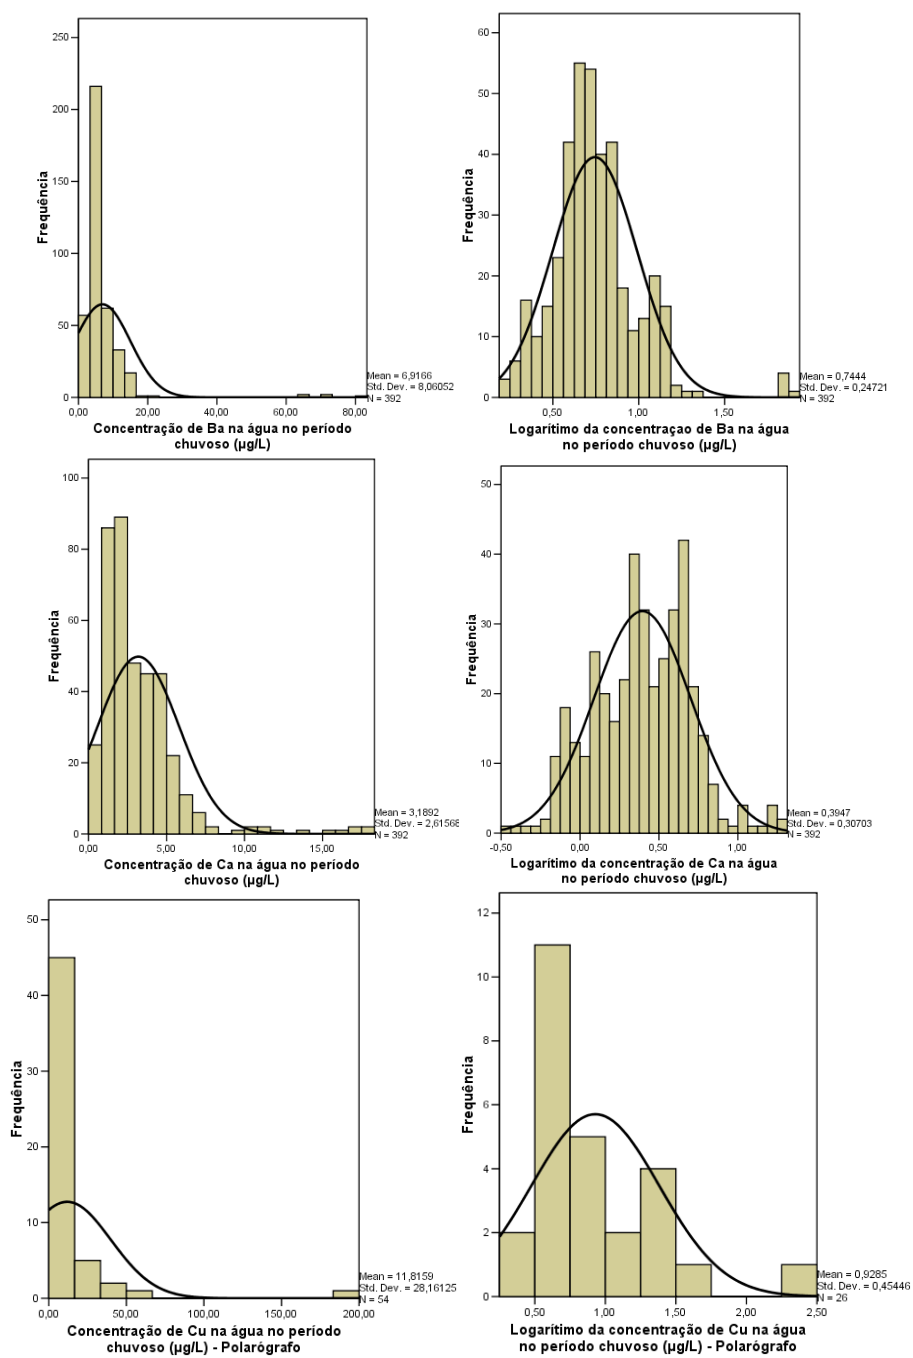 250
200
150
100
50
0
Frequência
0,00 20,00 40,00 60,00 80,00
Mean = 6,9166
Std. Dev. = 8,06052
N = 392
Concentração de Ba na água no período
chuvoso (µg/L)
60
50
40
30
20
10
0
Frequência
0,50 1,00 1,50
Mean = 0,7444
Std. Dev. = 0,24721
N = 392
Logarítimo da concentraçao de Ba na água
no período chuvoso (µg/L)
100
80
60
40
20
0
Frequência
0,00 5,00 10,00 15,00
Mean = 3,1892
Std. Dev. = 2,61568
N = 392
Concentração de Ca na água no período
chuvoso (µg/L)
50
40
30
20
10
0
Frequência
-0,50 0,00 0,50 1,00
Mean = 0,3947
Std. Dev. = 0,30703
N = 392
Logarítimo da concentração de Ca na água
no período chuvoso (µg/L)
50
40
30
20
10
0
Frequência
0,00 50,00 100,00 150,00 200,00
Mean = 11,8159
Std. Dev. = 28,16125
N = 54
Concentração de Cu na água no período
chuvoso (µg/L) - Polarógrafo
12
10
8
6
4
2
0
Frequência
0,50 1,00 1,50 2,00 2,50
Mean = 0,9285
Std. Dev. = 0,45446
N = 26
Logarítimo da concentração de Cu na água
no período chuvoso (µg/L) - Polarógrafo